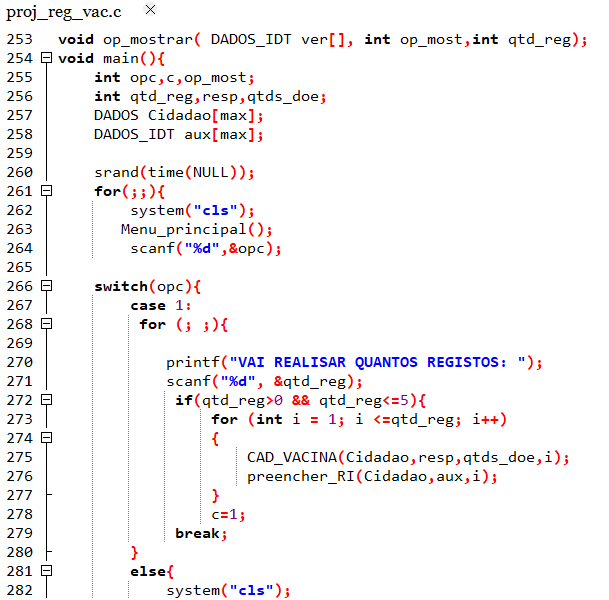 proj_reg_vac.c
253 void op_mostrar( DADOS_IDT ver[], int op_most,int qtd_reg);
254 void main(){
255 int opc,c,op_most;
256 int qtd_reg,resp,qtds_doe;
257 DADOS Cidadao[max];
258 DADOS_IDT aux[max];
259
260 srand(time(NULL));
261 for(;;){
262 system("cls");
263 Menu_principal();
264 scanf("%d",&opc);
265
266 switch(opc){
267 case 1:
268 for (; ;){
269
270 printf("VAI REALISAR QUANTOS REGISTOS: ");
271 scanf("%d", &qtd_reg);
272 if(qtd_reg>0 && qtd_reg<=5){
273 for (int i = 1; i <=qtd_reg; i++)
274 {
275 CAD_VACINA(Cidadao,resp,qtds_doe,i);
276 preencher_RI(Cidadao,aux,i);
277 }
278 c=1;
279 break;
280 }
281 else{
282 system("cls");